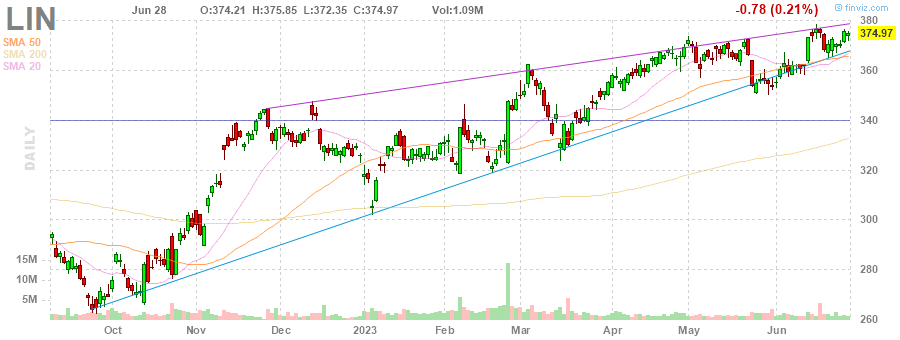 LIN
Jun 28
O:374.21 H:375.85 L:372.35 C:374.97
Vol:1.09M
-0.78 (0.21%)
finviz.com
SMA 50
SMA 200
SMA 20
DAILY
380
374.97
360
340
320
300
280
260
15M
10M
5M
Oct Nov Dec 2023 Feb Mar Apr May Jun